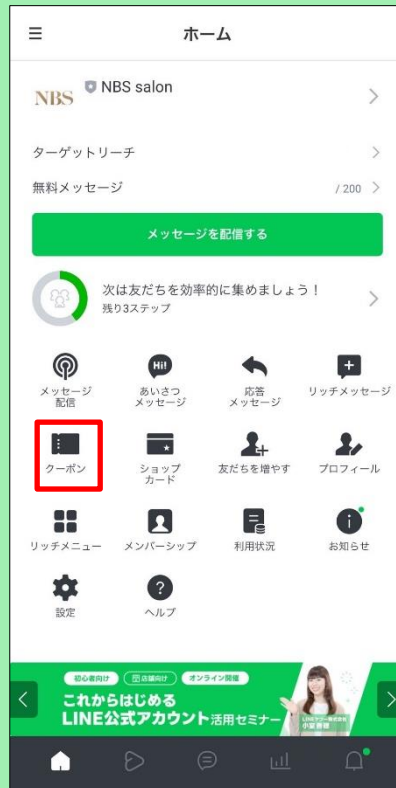 ホーム
NBS
NBS salon
ターゲットリーチ
無料メッセージ
/ 200
メッセージを配信する
次は友だちを効率的に集めましょう！
残り3ステップ
メッセージ
配信
Hi!
あいさつ
メッセージ
応答
メッセージ
リッチメッセージ
クーポン
ショップ
カード
友だちを増やす
プロフィール
リッチメニュー
メンバーシップ
利用状況
お知らせ
設定
ヘルプ
初心者向け 店舗向け オンライン開催
これからはじめる
LINE公式アカウント活用セミナー